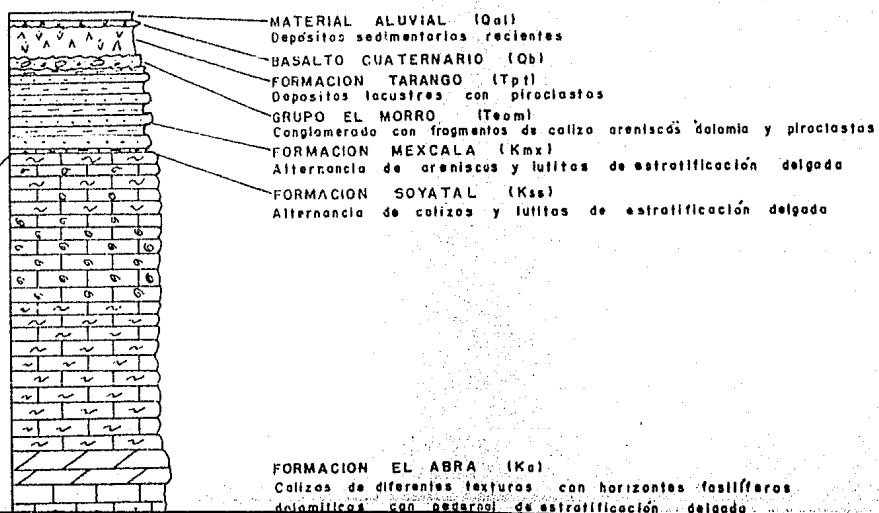 MATERIAL ALUVIAL (Qal)
Depósitos sedimentarios recientes
BASALTO CUATERNARIO (Qb)
FORMACION TARANGO (Tpt)
Depositos lacustres con piroclastos
GRUPO EL MORRO (Team)
Conglomerado con fragmentos de caliza areniscas dolomia y piroclastos
FORMACION MEXCALA (Kmx)
Alternancia de areniscas y lutitas de estratificación delgada
FORMACION SOYATAL (Kss)
Alternancia de calizas y lutitas de estratificación delgada
FORMACION EL ABRA (Ka)
Calizas de diferentes texturas con horizontes fosilíferos
dolomiticos con pedernal de estratificación delgada